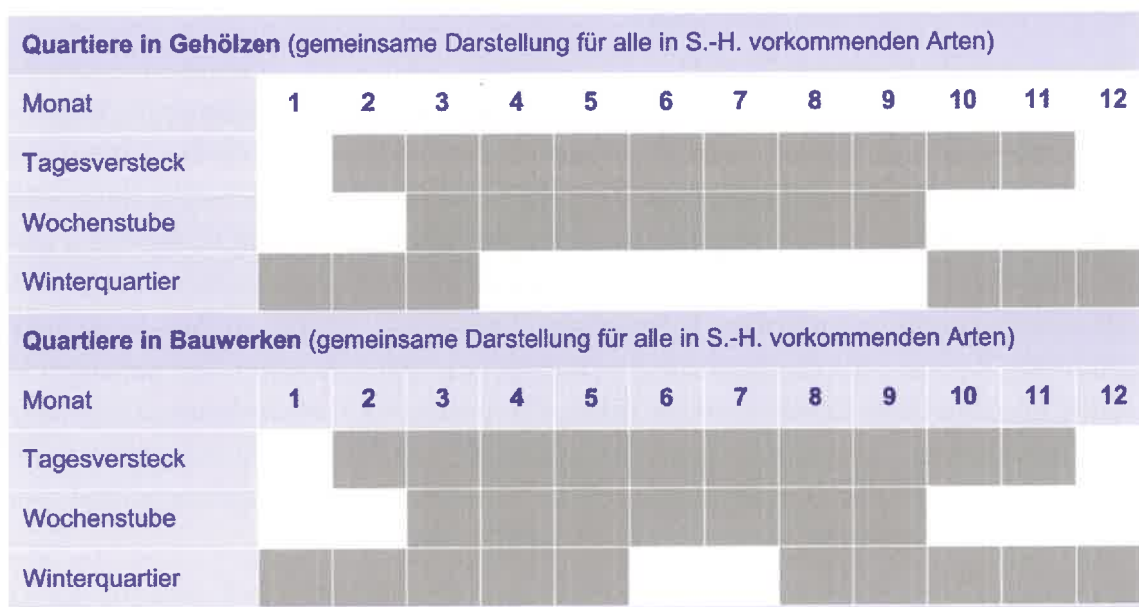 Quartiere in Gehölzen (gemeinsame Darstellung für alle in S.-H. vorkommenden Arten)
Monat 1 2 3 4 5 6 7 8 9 10 11 12
Tagesversteck
Wochenstube
Winterquartier
Quartiere in Bauwerken (gemeinsame Darstellung für alle in S.-H. vorkommenden Arten)
Monat 1 2 3 4 5 6 7 8 9 10 11 12
Tagesversteck
Wochenstube
Winterquartier